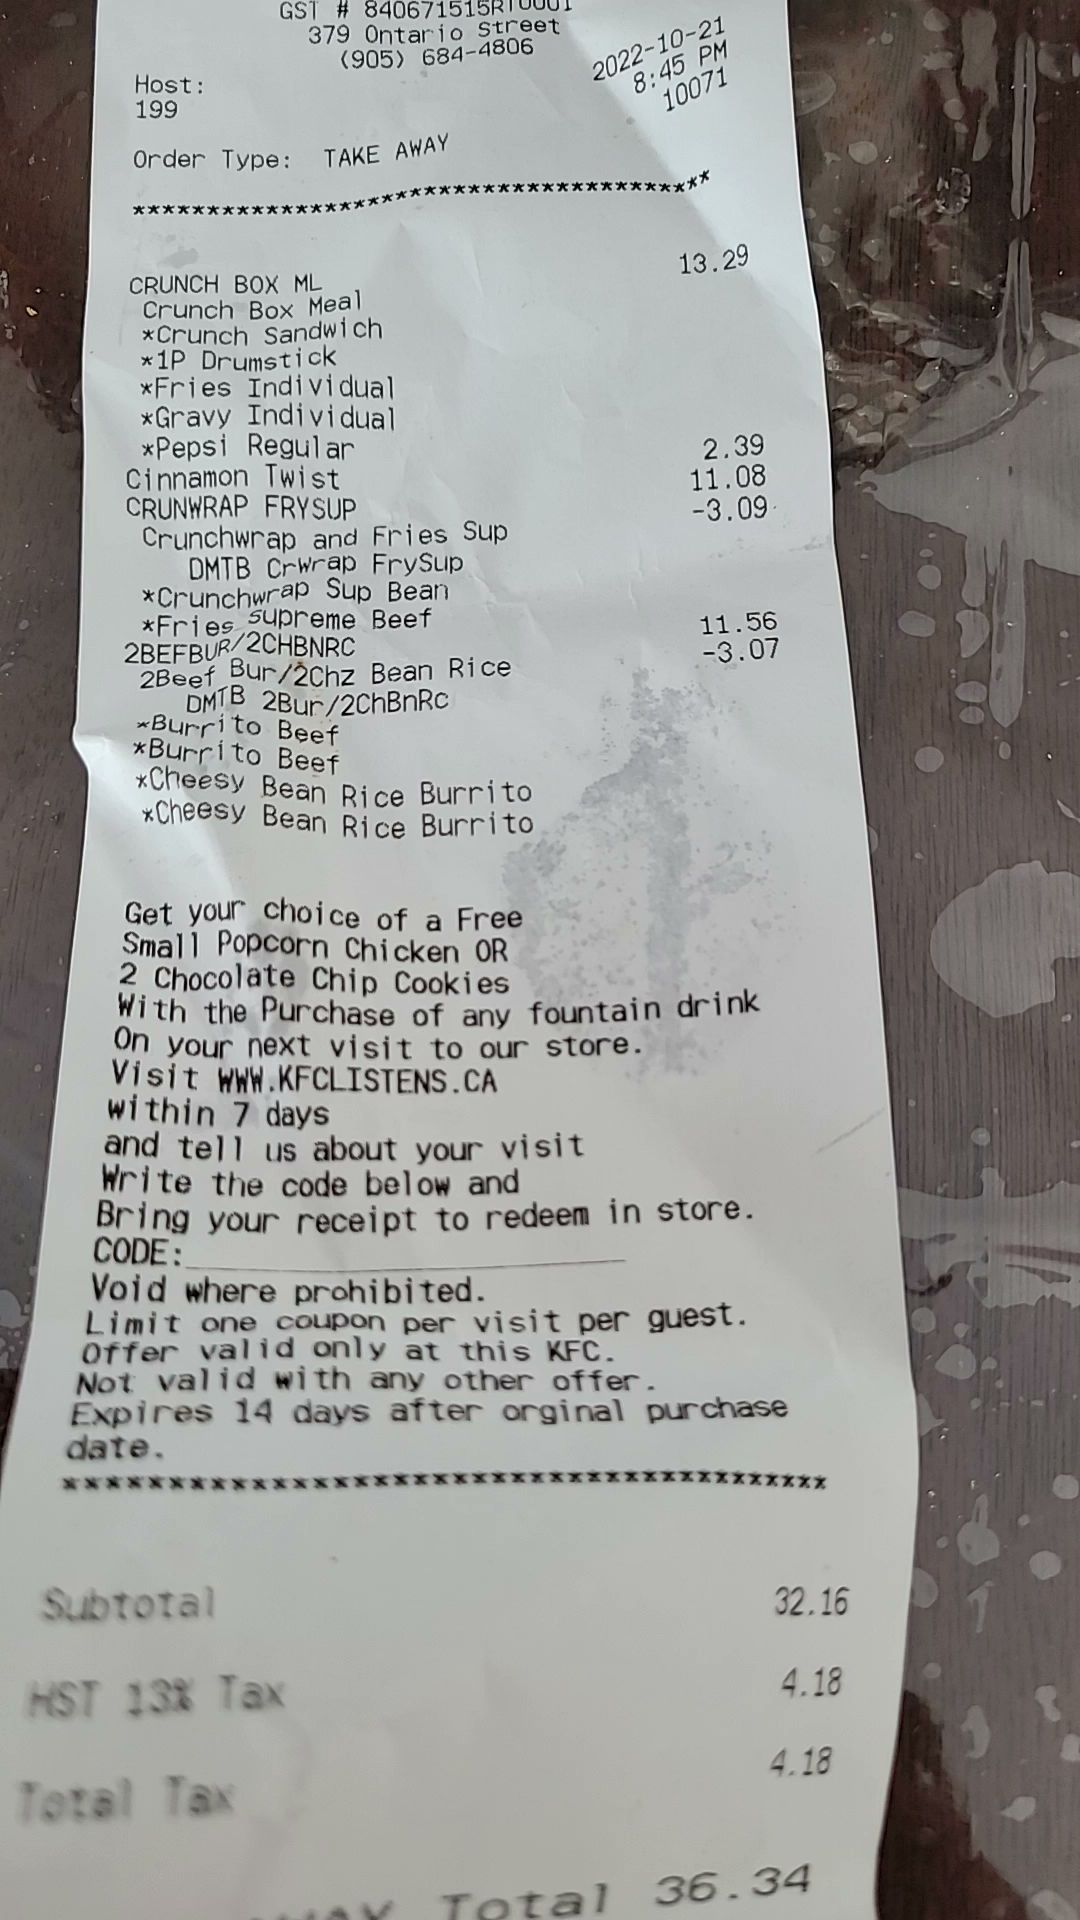 GST # 840671515RT0001
379 Ontario Street
(905) 684-4806
2022-10-21
Host: 8:45 PM
199 10071
Order Type: TAKE AWAY
***************************************
CRUNCH BOX ML 13.29
Crunch Box Meal
*Crunch Sandwich
*1P Drumstick
*Fries Individual
*Gravy Individual
*Pepsi Regular
Cinnamon Twist 2.39
CRUNWRAP FRYSUP 11.08
Crunchwrap and Fries Sup -3.09
DMTB CrWrap FrySup
*Crunchwrap Sup Bean
*Fries Supreme Beef
2BEFBUR/2CHBNRC 11.56
2Beef Bur/2Chz Bean Rice -3.07
DMTB 2Bur/2ChBnRc
*Burrito Beef
*Burrito Beef
*Cheesy Bean Rice Burrito
*Cheesy Bean Rice Burrito
Get your choice of a Free
Small Popcorn Chicken OR
2 Chocolate Chip Cookies
With the Purchase of any fountain drink
On your next visit to our store.
Visit WWW.KFCLISTENS.CA
within 7 days
and tell us about your visit
Write the code below and
Bring your receipt to redeem in store.
CODE:
Void where prohibited.
Limit one coupon per visit per guest.
Offer valid only at this KFC.
Not valid with any other offer.
Expires 14 days after orginal purchase
date.
***************************************
Subtotal 32.16
HST 13% Tax 4.18
Total Tax 4.18
Total 36.34